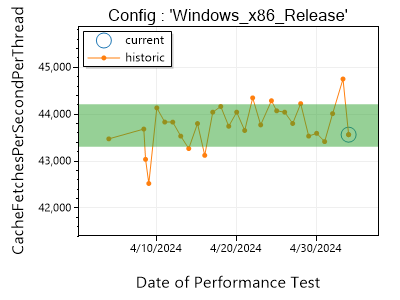 Config : 'Windows_x86_Release'
current
historic
CacheFetchesPerSecondPerThread
45,000
44,000
43,000
42,000
4/10/2024
4/20/2024
4/30/2024
Date of Performance Test